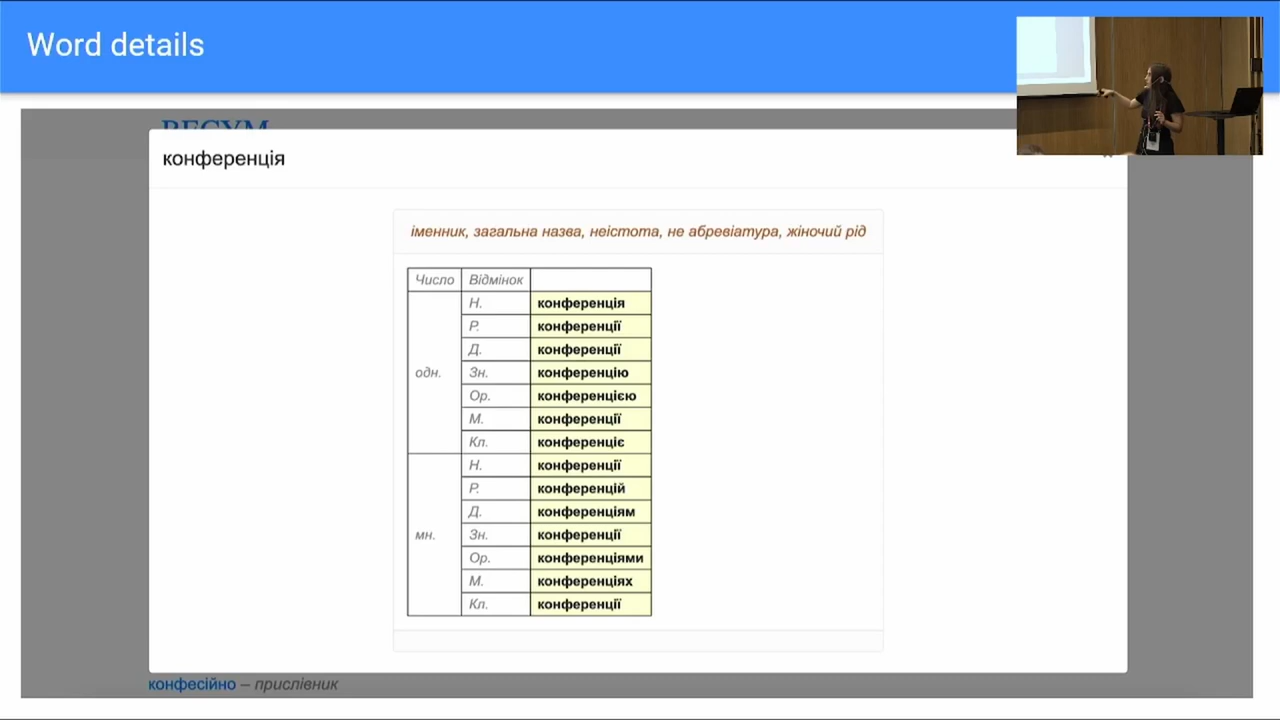 Word details
ВЕСУМ
конференція
іменник, загальна назва, неістота, не абревіатура, жіночий рід
Число Відмінок
одн.
Н. конференція
Р. конференції
Д. конференції
Зн. конференцію
Ор. конференцією
М. конференції
Кл. конференціє
мн.
Н. конференції
Р. конференцій
Д. конференціям
Зн. конференції
Ор. конференціями
М. конференціях
Кл. конференції
конфесійно – прислівник